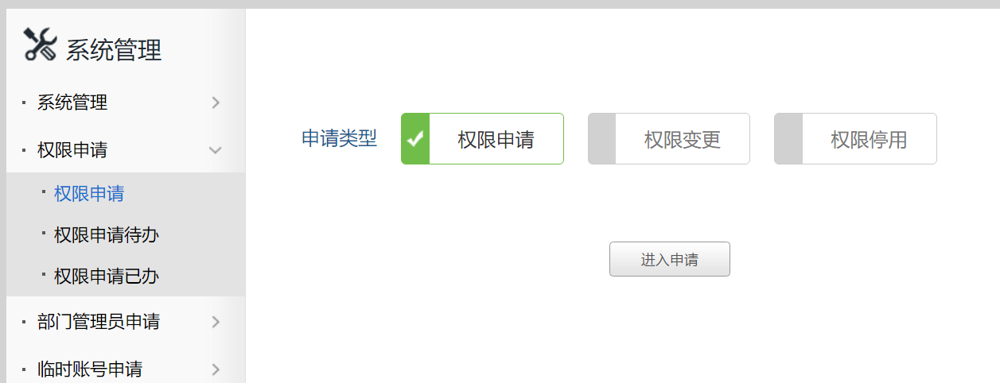 系统管理
系统管理
权限申请
权限申请
权限申请待办
权限申请已办
部门管理员申请
临时账号申请
申请类型 权限申请 权限变更 权限停用
进入申请